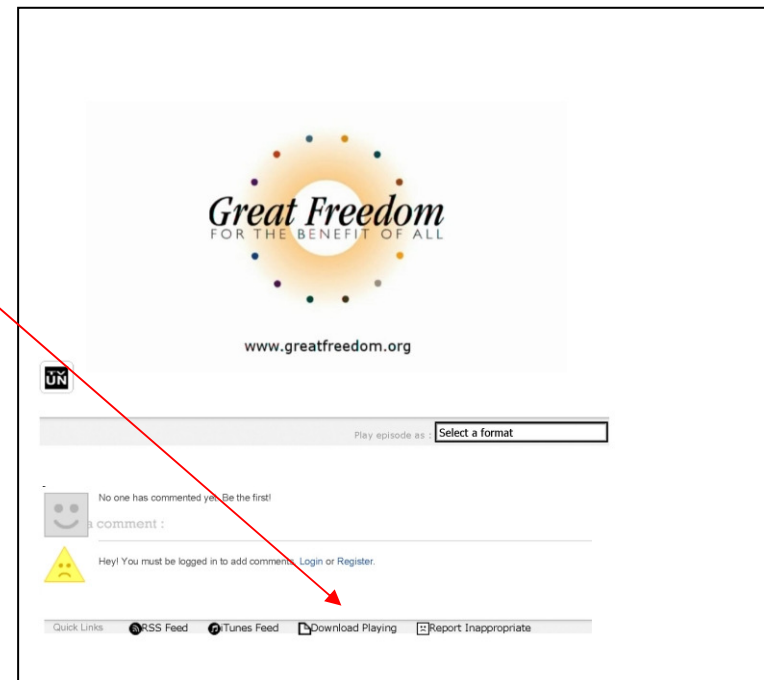 Great Freedom
FOR THE BENEFIT OF ALL
www.greatfreedom.org
TV
UN
Play episode as : Select a format
No one has commented yet. Be the first!
a comment :
Hey! You must be logged in to add comments. Login or Register.
Quick Links RSS Feed iTunes Feed Download Playing Report Inappropriate